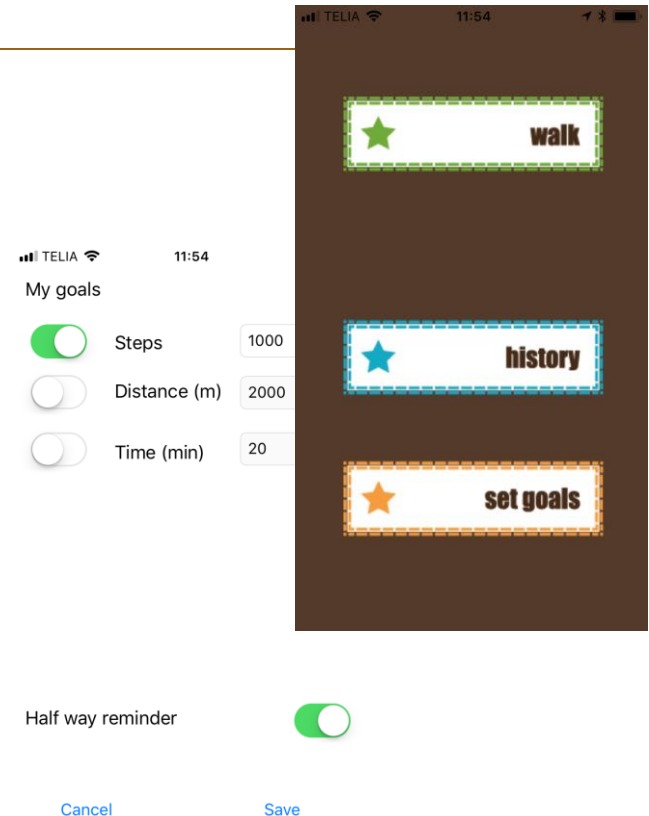 TELIA 11:54
walk
history
set goals
TELIA 11:54
My goals
Steps 1000
Distance (m) 2000
Time (min) 20
Half way reminder
Cancel Save